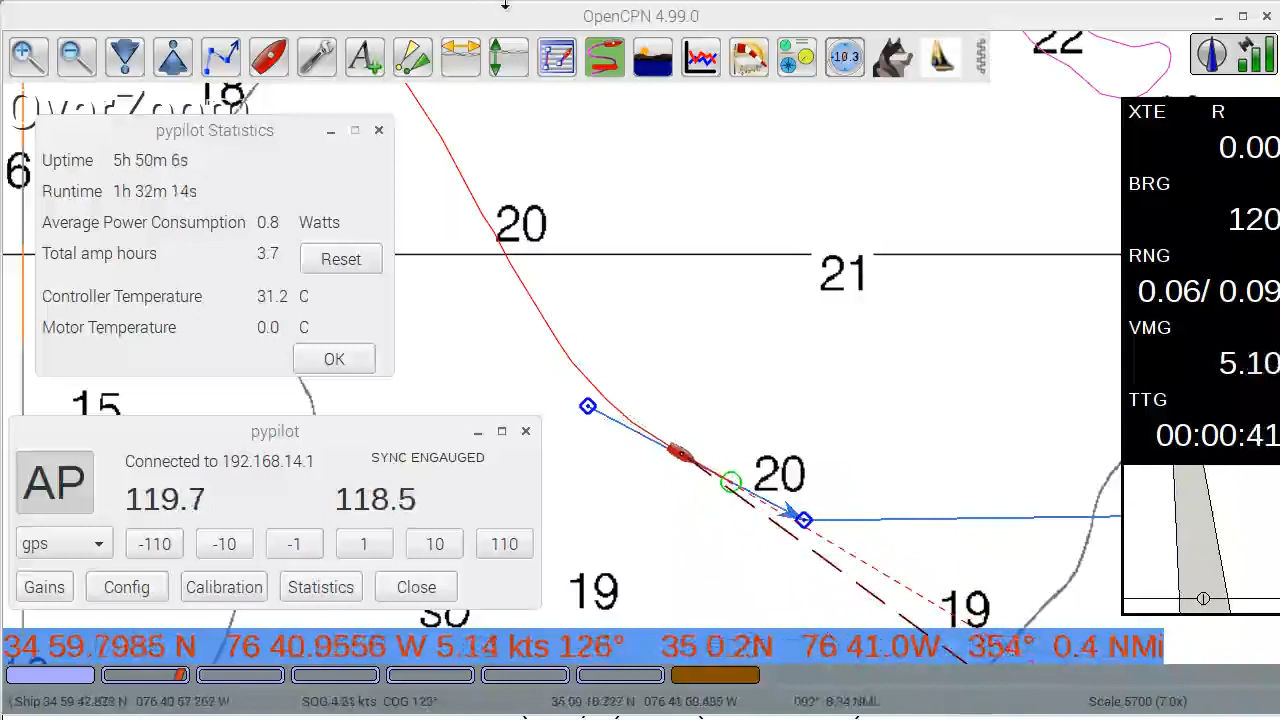 OpenCPN 4.99.0
-10.3
22
18
6
pypilot Statistics
Uptime 5h 50m 6s
Runtime 1h 32m 14s
Average Power Consumption 0.8 Watts
Total amp hours 3.7 Reset
Controller Temperature 31.2 C
Motor Temperature 0.0 C
OK
20
21
XTE R
0.00
BRG
120
RNG
0.06/ 0.09
VMG
5.10
TTG
00:00:41
15
pypilot
AP Connected to 192.168.14.1 SYNC ENGAUGED
119.7 118.5
gps -110 -10 -1 1 10 110
Gains Config Calibration Statistics Close
20
19
19
34 59.7985 N 76 40.9556 W 5.14 kts 126° 35 0.2N 76 41.0W 354° 0.4 NMi
Scale 5700 (7.0x)